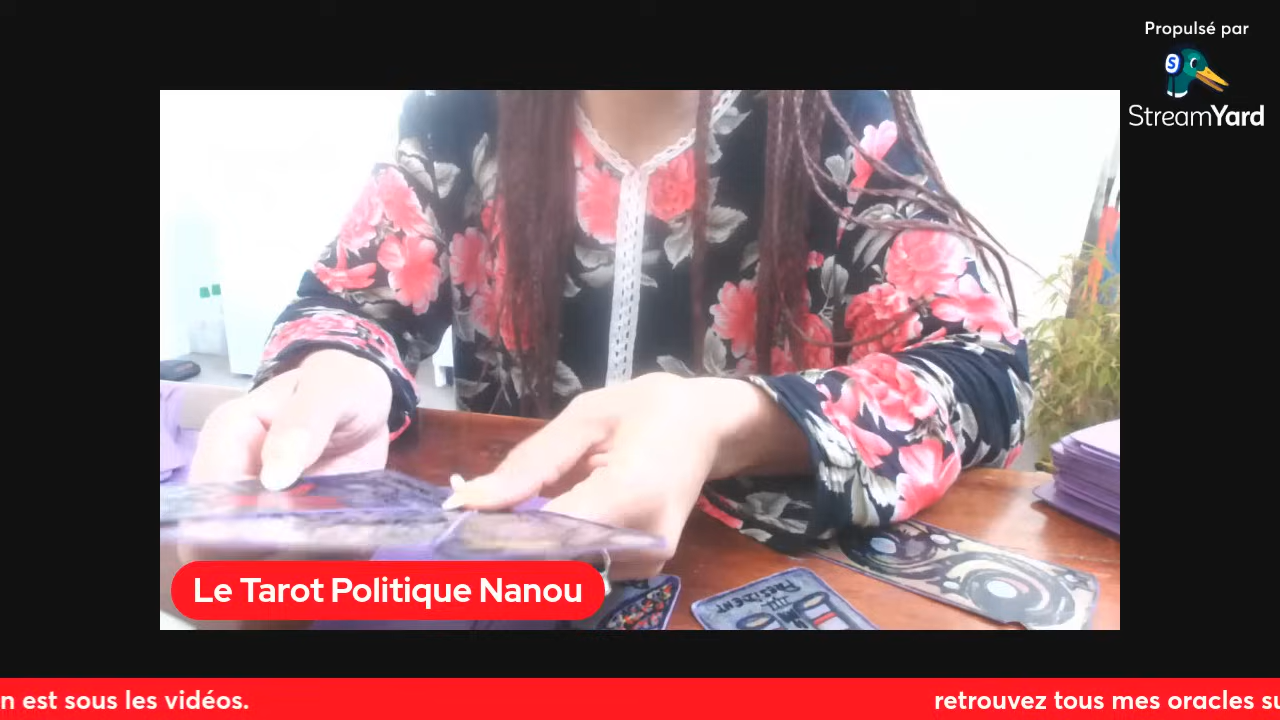 Propulsé par
StreamYard
PRESIDENT
Le Tarot Politique Nanou
n est sous les vidéos.
retrouvez tous mes oracles su